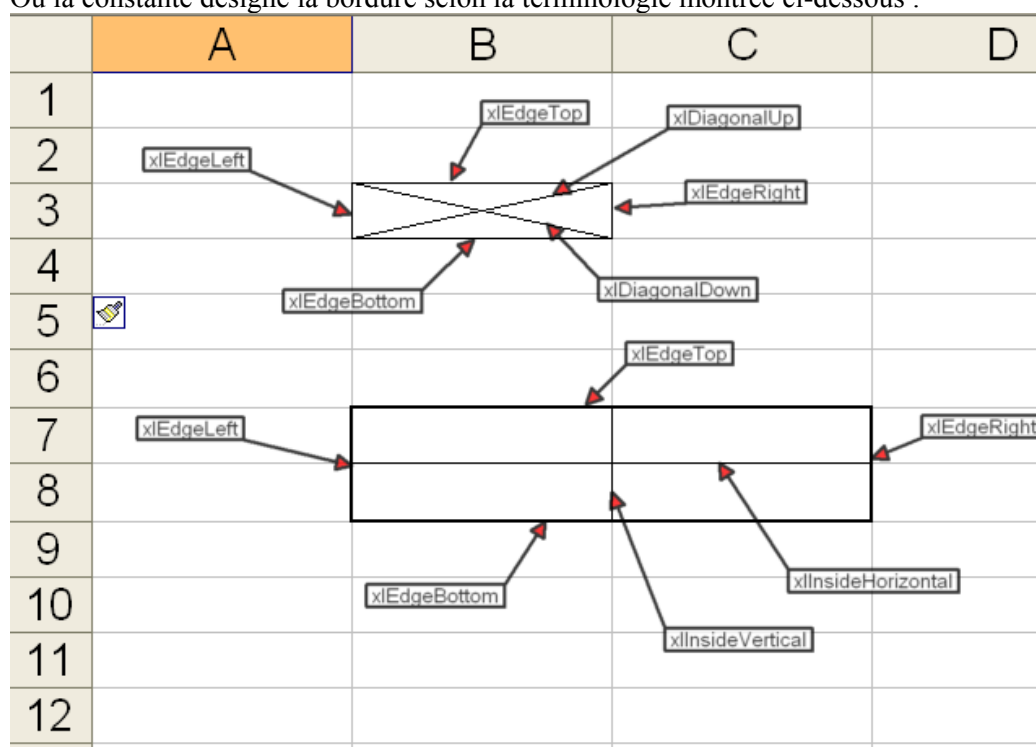 Où la constante désigne la bordure selon la terminologie montrée ci-dessous :
A B C D
1
xlEdgeTop xlDiagonalUp
2
xlEdgeLeft
3
xlEdgeRight
4
xlEdgeBottom xlDiagonalDown
5
xlEdgeTop
6
7
xlEdgeLeft xlEdgeRight
8
9
xlInsideHorizontal
10
xlEdgeBottom
11
xlInsideVertical
12